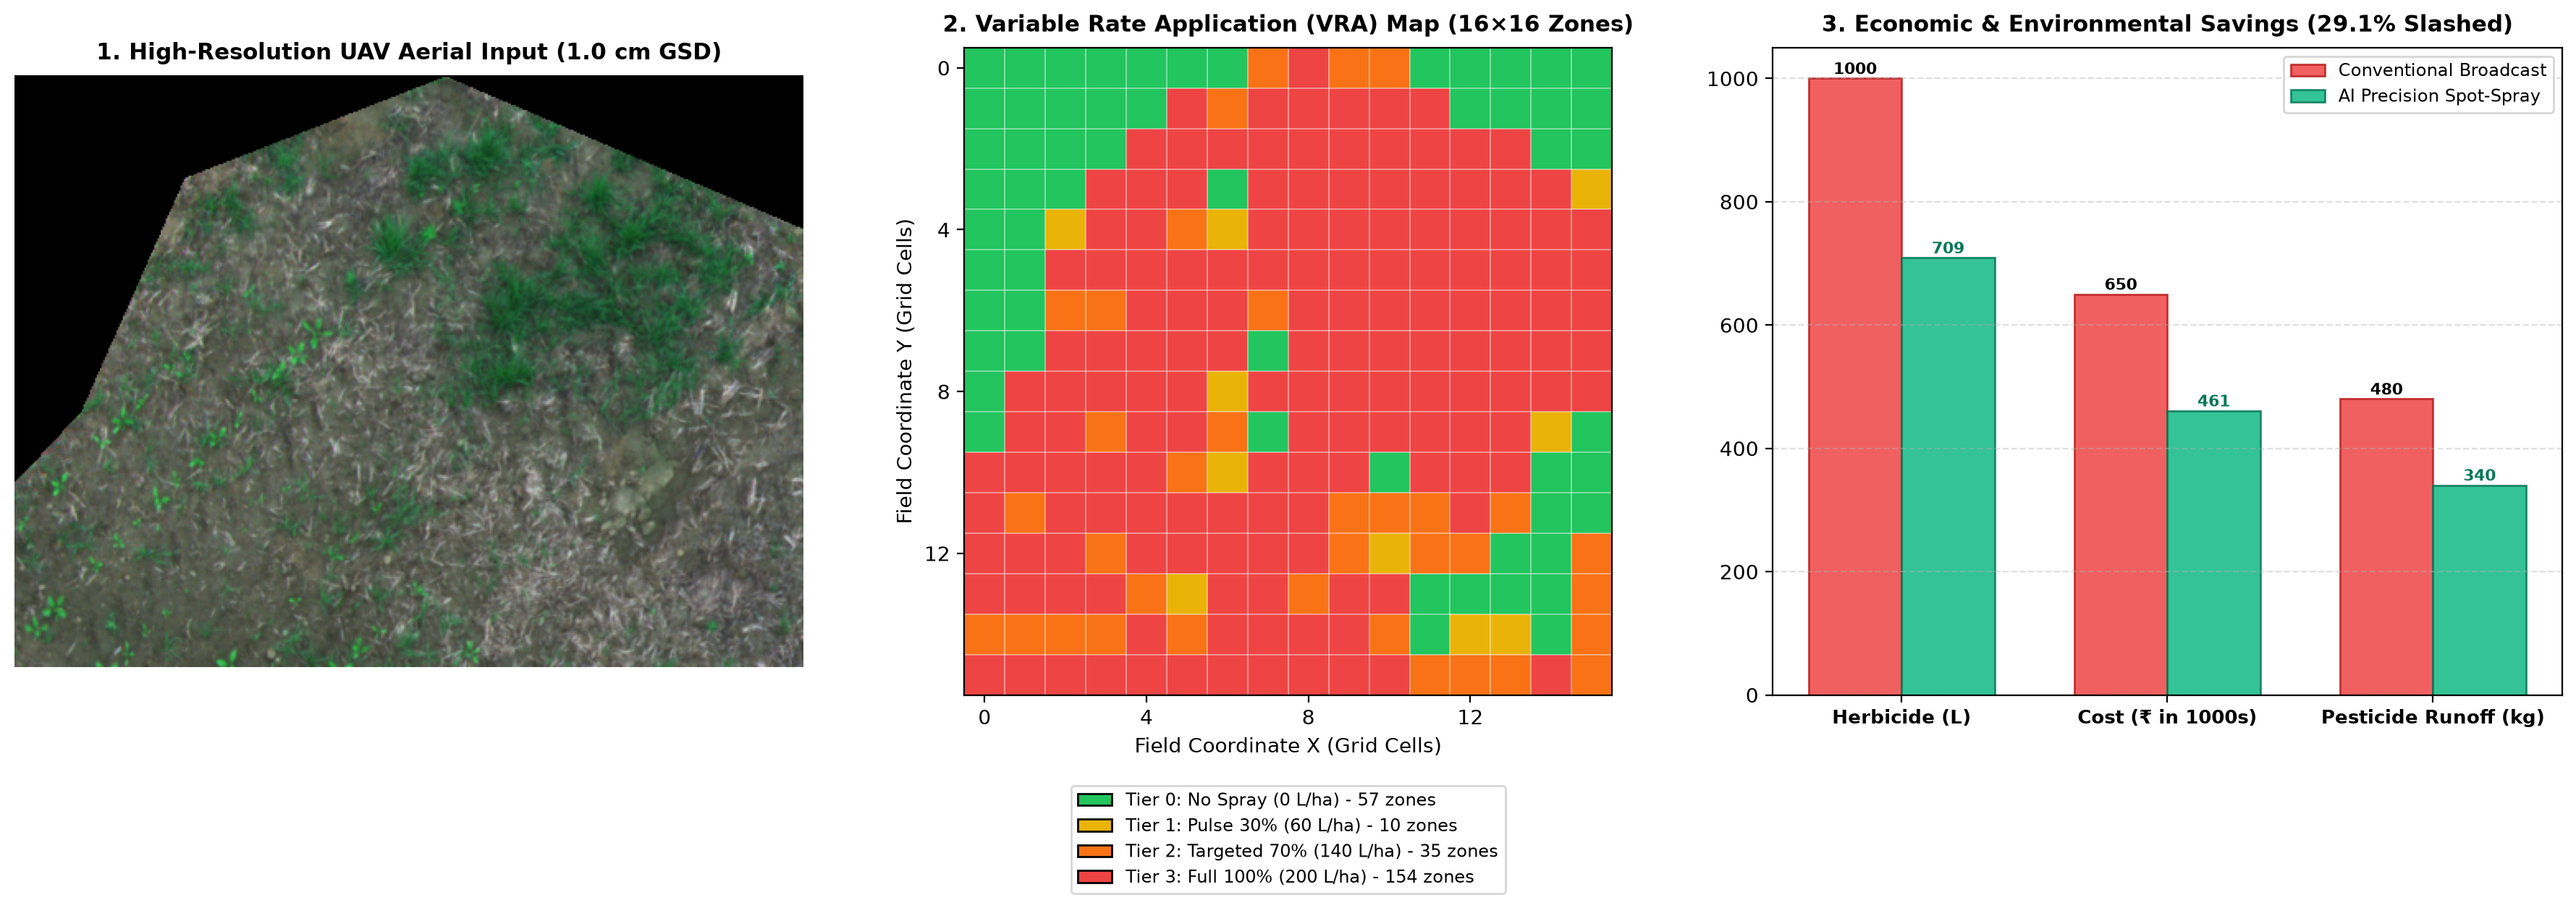 1. High-Resolution UAV Aerial Input (1.0 cm GSD)
2. Variable Rate Application (VRA) Map (16×16 Zones)
0
4
8
12
Field Coordinate Y (Grid Cells)
0
4
8
12
Field Coordinate X (Grid Cells)
Tier 0: No Spray (0 L/ha) - 57 zones
Tier 1: Pulse 30% (60 L/ha) - 10 zones
Tier 2: Targeted 70% (140 L/ha) - 35 zones
Tier 3: Full 100% (200 L/ha) - 154 zones
3. Economic & Environmental Savings (29.1% Slashed)
Conventional Broadcast
AI Precision Spot-Spray
1000
800
600
400
200
0
1000
709
650
461
480
340
Herbicide (L)
Cost (₹ in 1000s)
Pesticide Runoff (kg)